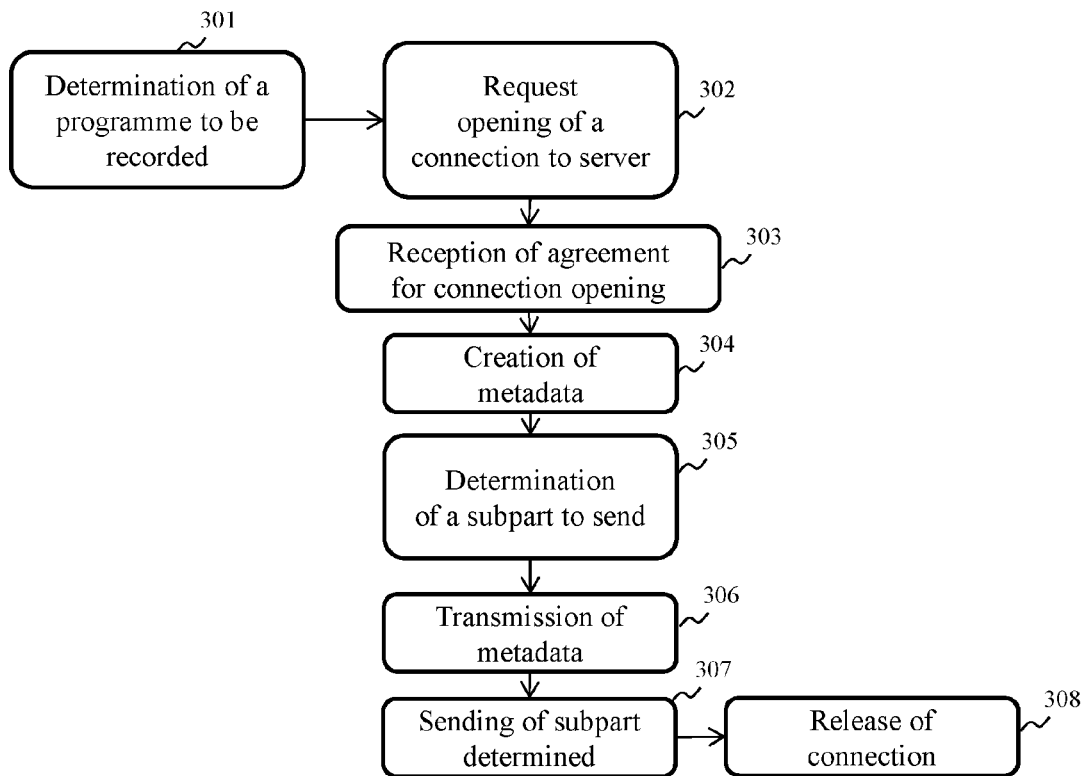 301
Determination of a
programme to be
recorded
302
Request
opening of a
connection to server
303
Reception of agreement
for connection opening
304
Creation of
metadata
305
Determination
of a subpart to send
306
Transmission of
metadata
307
Sending of subpart
determined
308
Release of
connection